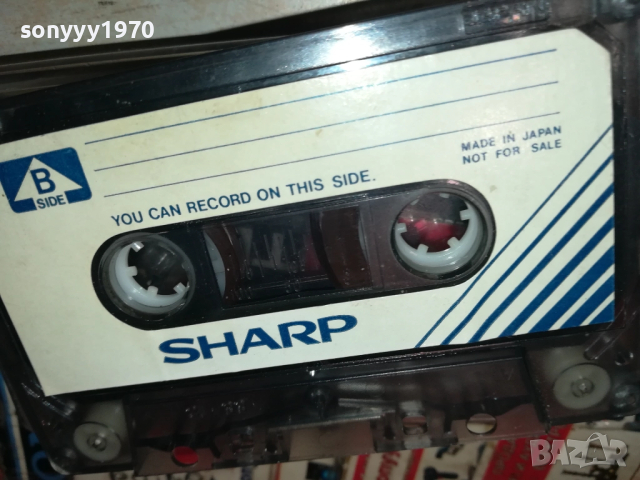 sonyyy1970
B
SIDE
YOU CAN RECORD ON THIS SIDE.
MADE IN JAPAN
NOT FOR SALE
SHARP
BAZAR